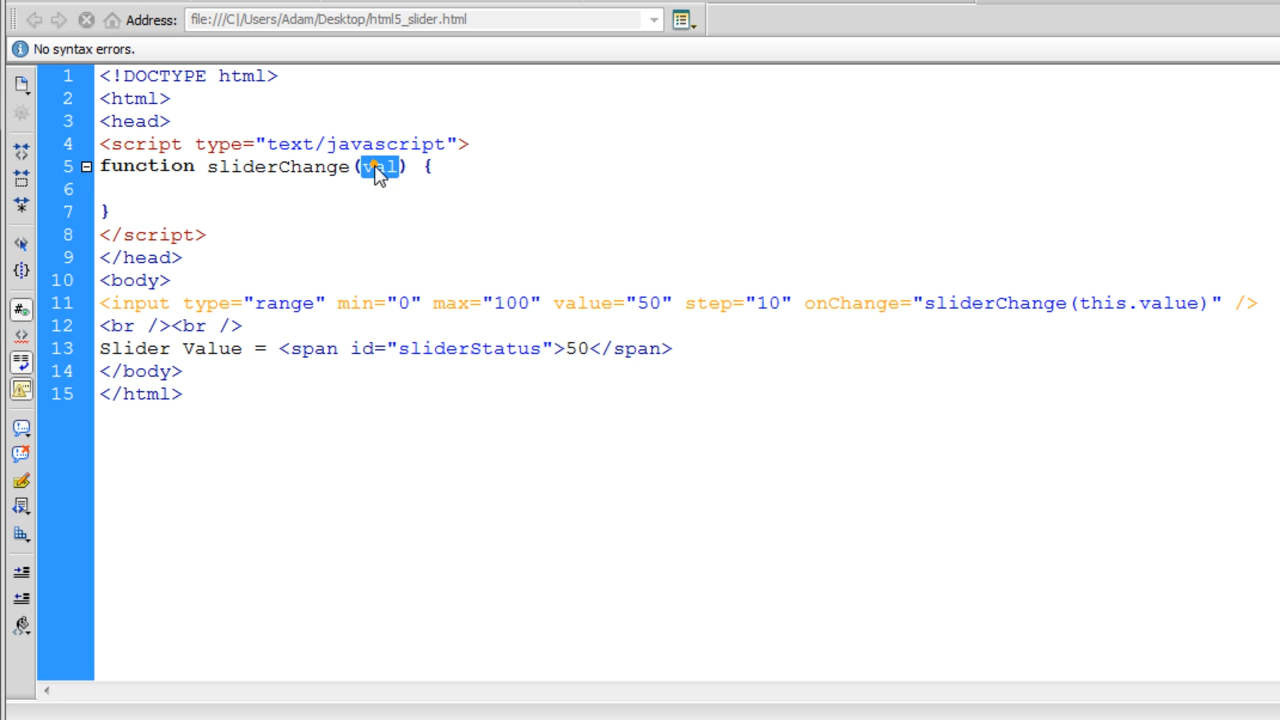 Address: file:///C|/Users/Adam/Desktop/html5_slider.html
No syntax errors.
1 <!DOCTYPE html>
2 <html>
3 <head>
4 <script type="text/javascript">
5 function sliderChange(val) {
6
7 }
8 </script>
9 </head>
10 <body>
11 <input type="range" min="0" max="100" value="50" step="10" onChange="sliderChange(this.value)" />
12 <br /><br />
13 Slider Value = <span id="sliderStatus">50</span>
14 </body>
15 </html>